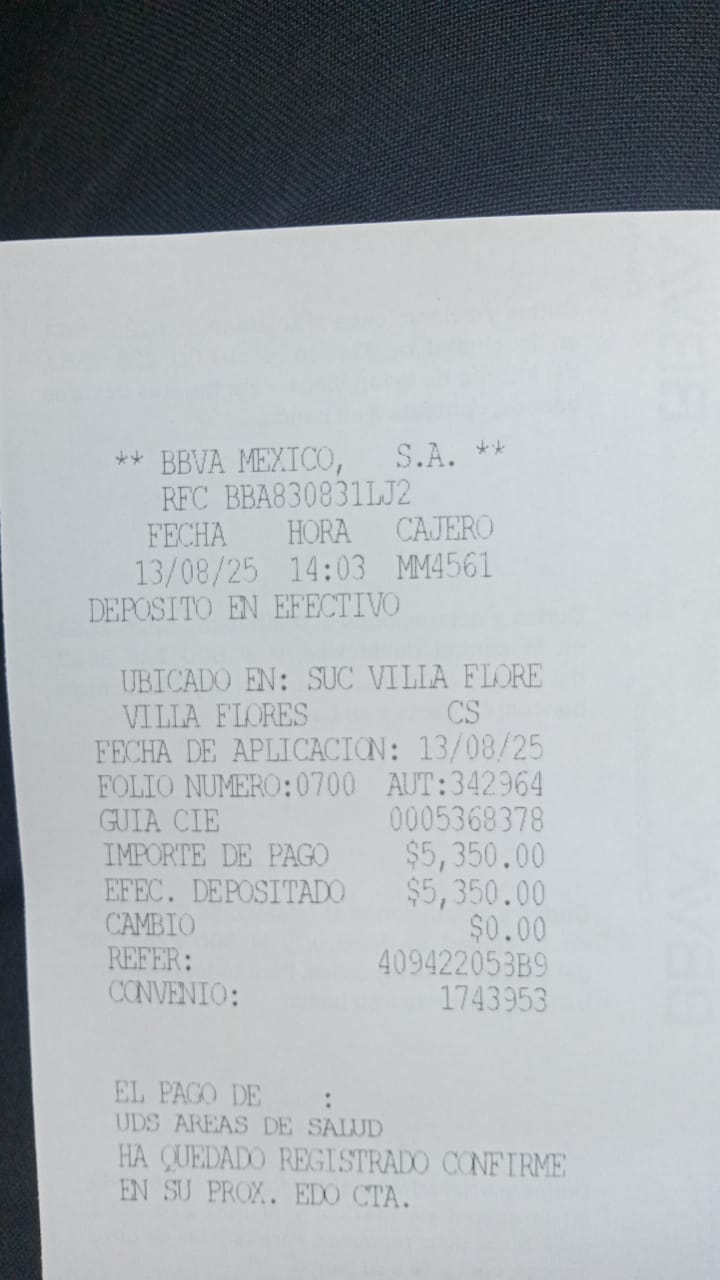 ** BBVA MEXICO, S.A. **
RFC BBA830831LJ2
FECHA HORA CAJERO
13/08/25 14:03 MM4561
DEPOSITO EN EFECTIVO
UBICADO EN: SUC VILLA FLORE
VILLA FLORES CS
FECHA DE APLICACION: 13/08/25
FOLIO NUMERO:0700 AUT:342964
GUIA CIE 0005368378
IMPORTE DE PAGO $5,350.00
EFEC. DEPOSITADO $5,350.00
CAMBIO $0.00
REFER: 409422053B9
CONVENIO: 1743953
EL PAGO DE :
UDS AREAS DE SALUD
HA QUEDADO REGISTRADO CONFIRME
EN SU PROX. EDO CTA.